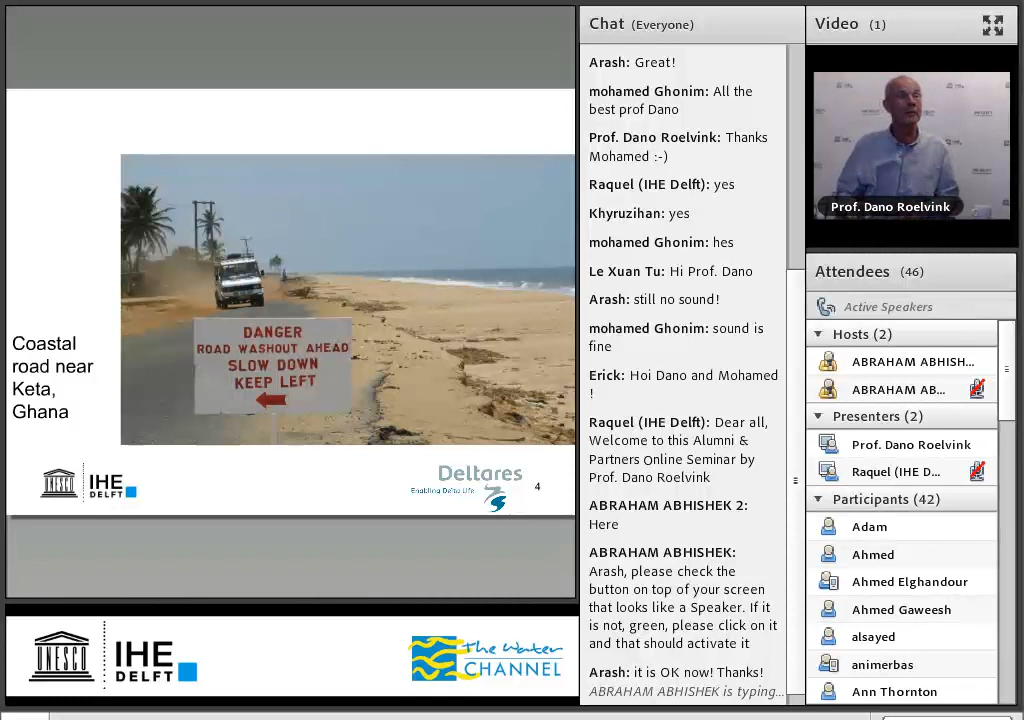 DANGER
ROAD WASHOUT AHEAD
SLOW DOWN
KEEP LEFT
Coastal
road near
Keta,
Ghana
UNESCO
IHE
DELFT
Deltares
Enabling Delta Life
4
UNESCO
IHE
DELFT
The Water
CHANNEL
Chat (Everyone)
Arash: Great!
mohamed Ghonim: All the
best prof Dano
Prof. Dano Roelvink: Thanks
Mohamed :-)
Raquel (IHE Delft): yes
Khyruzihan: yes
mohamed Ghonim: hes
Le Xuan Tu: Hi Prof. Dano
Arash: still no sound!
mohamed Ghonim: sound is
fine
Erick: Hoi Dano and Mohamed
!
Raquel (IHE Delft): Dear all,
Welcome to this Alumni &
Partners Online Seminar by
Prof. Dano Roelvink
ABRAHAM ABHISHEK 2:
Here
ABRAHAM ABHISHEK:
Arash, please check the
button on top of your screen
that looks like a Speaker. If it
is not, green, please click on it
and that should activate it
Arash: it is OK now! Thanks!
ABRAHAM ABHISHEK is typing...
Video (1)
Prof. Dano Roelvink
Attendees (46)
Active Speakers
Hosts (2)
ABRAHAM ABHISH...
ABRAHAM AB...
Presenters (2)
Prof. Dano Roelvink
Raquel (IHE D...
Participants (42)
Adam
Ahmed
Ahmed Elghandour
Ahmed Gaweesh
alsayed
animerbas
Ann Thornton